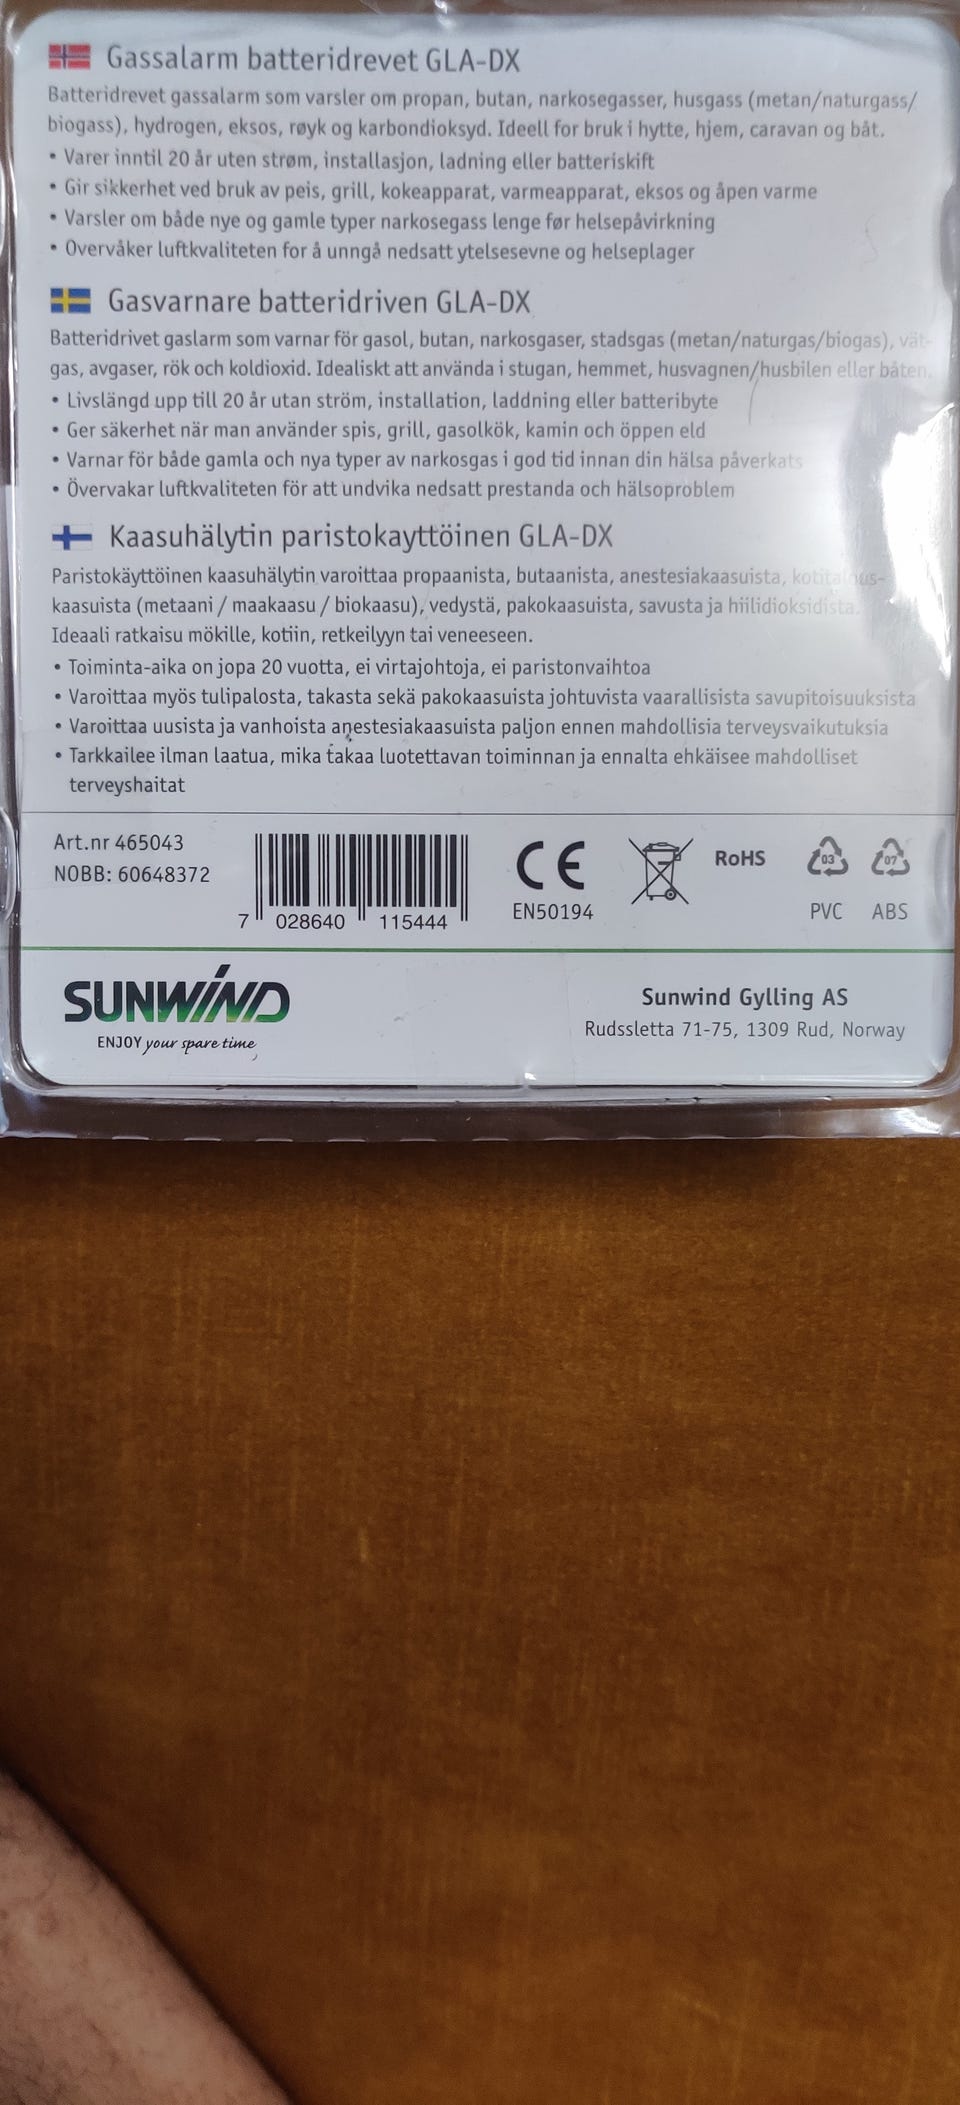 Gassalarm batteridrevet GLA-DX
Batteridrevet gassalarm som varsler om propan, butan, narkosegasser, husgass (metan/naturgass/
biogass), hydrogen, eksos, røyk og karbondioksyd. Ideell for bruk i hytte, hjem, caravan og båt.
• Varer inntil 20 år uten strøm, installasjon, ladning eller batteriskift
• Gir sikkerhet ved bruk av peis, grill, kokeapparat, varmeapparat, eksos og åpen varme
• Varsler om både nye og gamle typer narkosegass lenge før helsepåvirkning
• Overvåker luftkvaliteten for å unngå nedsatt ytelsesevne og helseplager
Gasvarnare batteridriven GLA-DX
Batteridrivet gaslarm som varnar för gasol, butan, narkosgaser, stadsgas (metan/naturgas/biogas), vät-
gas, avgaser, rök och koldioxid. Idealiskt att använda i stugan, hemmet, husvagnen/husbilen eller båten.
• Livslängd upp till 20 år utan ström, installation, laddning eller batteribyte
• Ger säkerhet när man använder spis, grill, gasolkök, kamin och öppen eld
• Varnar för både gamla och nya typer av narkosgas i god tid innan din hälsa påverkats
• Övervakar luftkvaliteten för att undvika nedsatt prestanda och hälsoproblem
Kaasuhälytin paristokayttöinen GLA-DX
Paristokäyttöinen kaasuhälytin varoittaa propaanista, butaanista, anestesiakaasuista, kotitalous-
kaasuista (metaani / maakaasu / biokaasu), vedystä, pakokaasuista, savusta ja hiilidioksidista.
Ideaali ratkaisu mökille, kotiin, retkeilyyn tai veneeseen.
• Toiminta-aika on jopa 20 vuotta, ei virtajohtoja, ei paristonvaihtoa
• Varoittaa myös tulipalosta, takasta sekä pakokaasuista johtuvista vaarallisista savupitoisuuksista
• Varoittaa uusista ja vanhoista anestesiakaasuista paljon ennen mahdollisia terveysvaikutuksia
• Tarkkailee ilman laatua, mika takaa luotettavan toiminnan ja ennalta ehkäisee mahdolliset
terveyshaitat
Art.nr 465043
NOBB: 60648372
7 028640 115444
CE
EN50194
RoHS
03
PVC
07
ABS
SUNWIND
ENJOY your spare time
Sunwind Gylling AS
Rudssletta 71-75, 1309 Rud, Norway